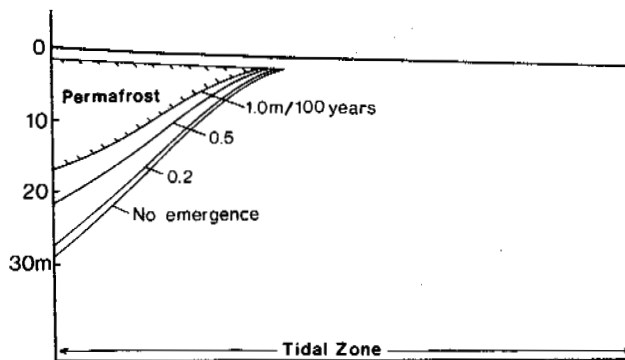 0
Permafrost
1.0m/100 years
10
0.5
0.2
20
No emergence
30m
Tidal Zone